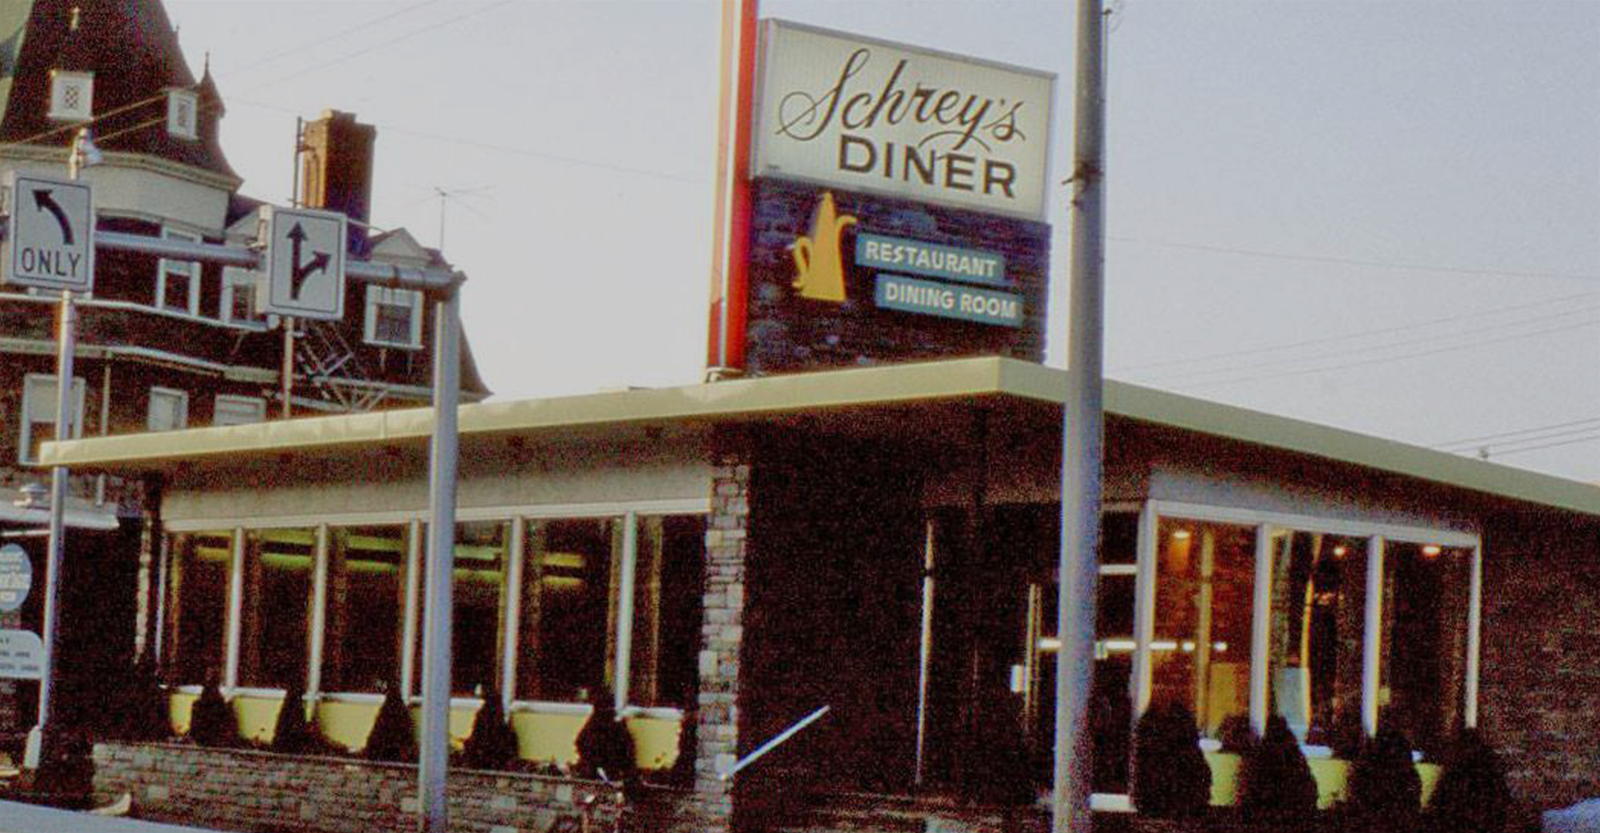 Schrey's
DINER
RESTAURANT
DINING ROOM
ONLY